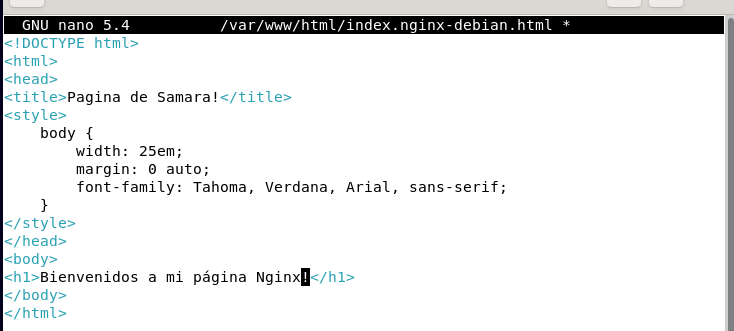 GNU nano 5.4 /var/www/html/index.nginx-debian.html *
<!DOCTYPE html>
<html>
<head>
<title>Pagina de Samara!</title>
<style>
    body {
        width: 25em;
        margin: 0 auto;
        font-family: Tahoma, Verdana, Arial, sans-serif;
    }
</style>
</head>
<body>
<h1>Bienvenidos a mi página Nginx!</h1>
</body>
</html>